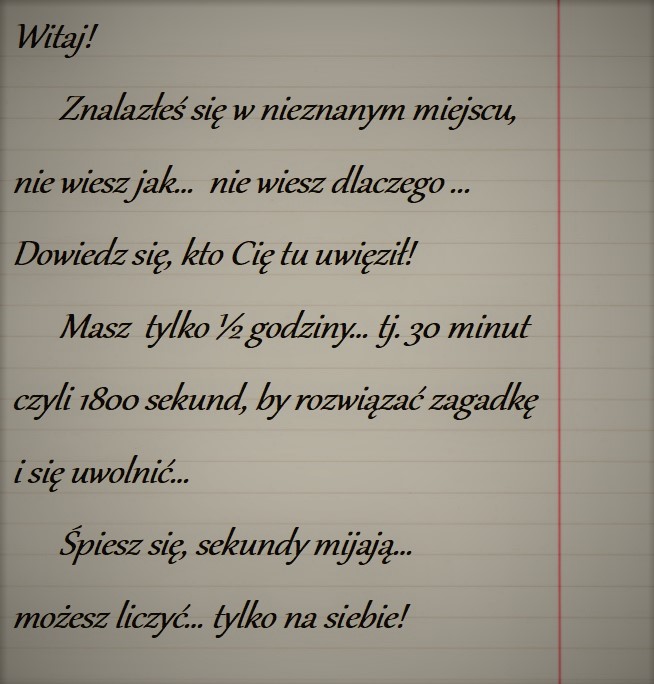 Witaj!
Znalazłeś się w nieznanym miejscu,
nie wiesz jak... nie wiesz dlaczego ...
Dowiedz się, kto Cię tu uwięził!
Masz tylko ½ godziny... tj. 30 minut
czyli 1800 sekund, by rozwiązać zagadkę
i się uwolnić...
Śpiesz się, sekundy mijają...
możesz liczyć... tylko na siebie!